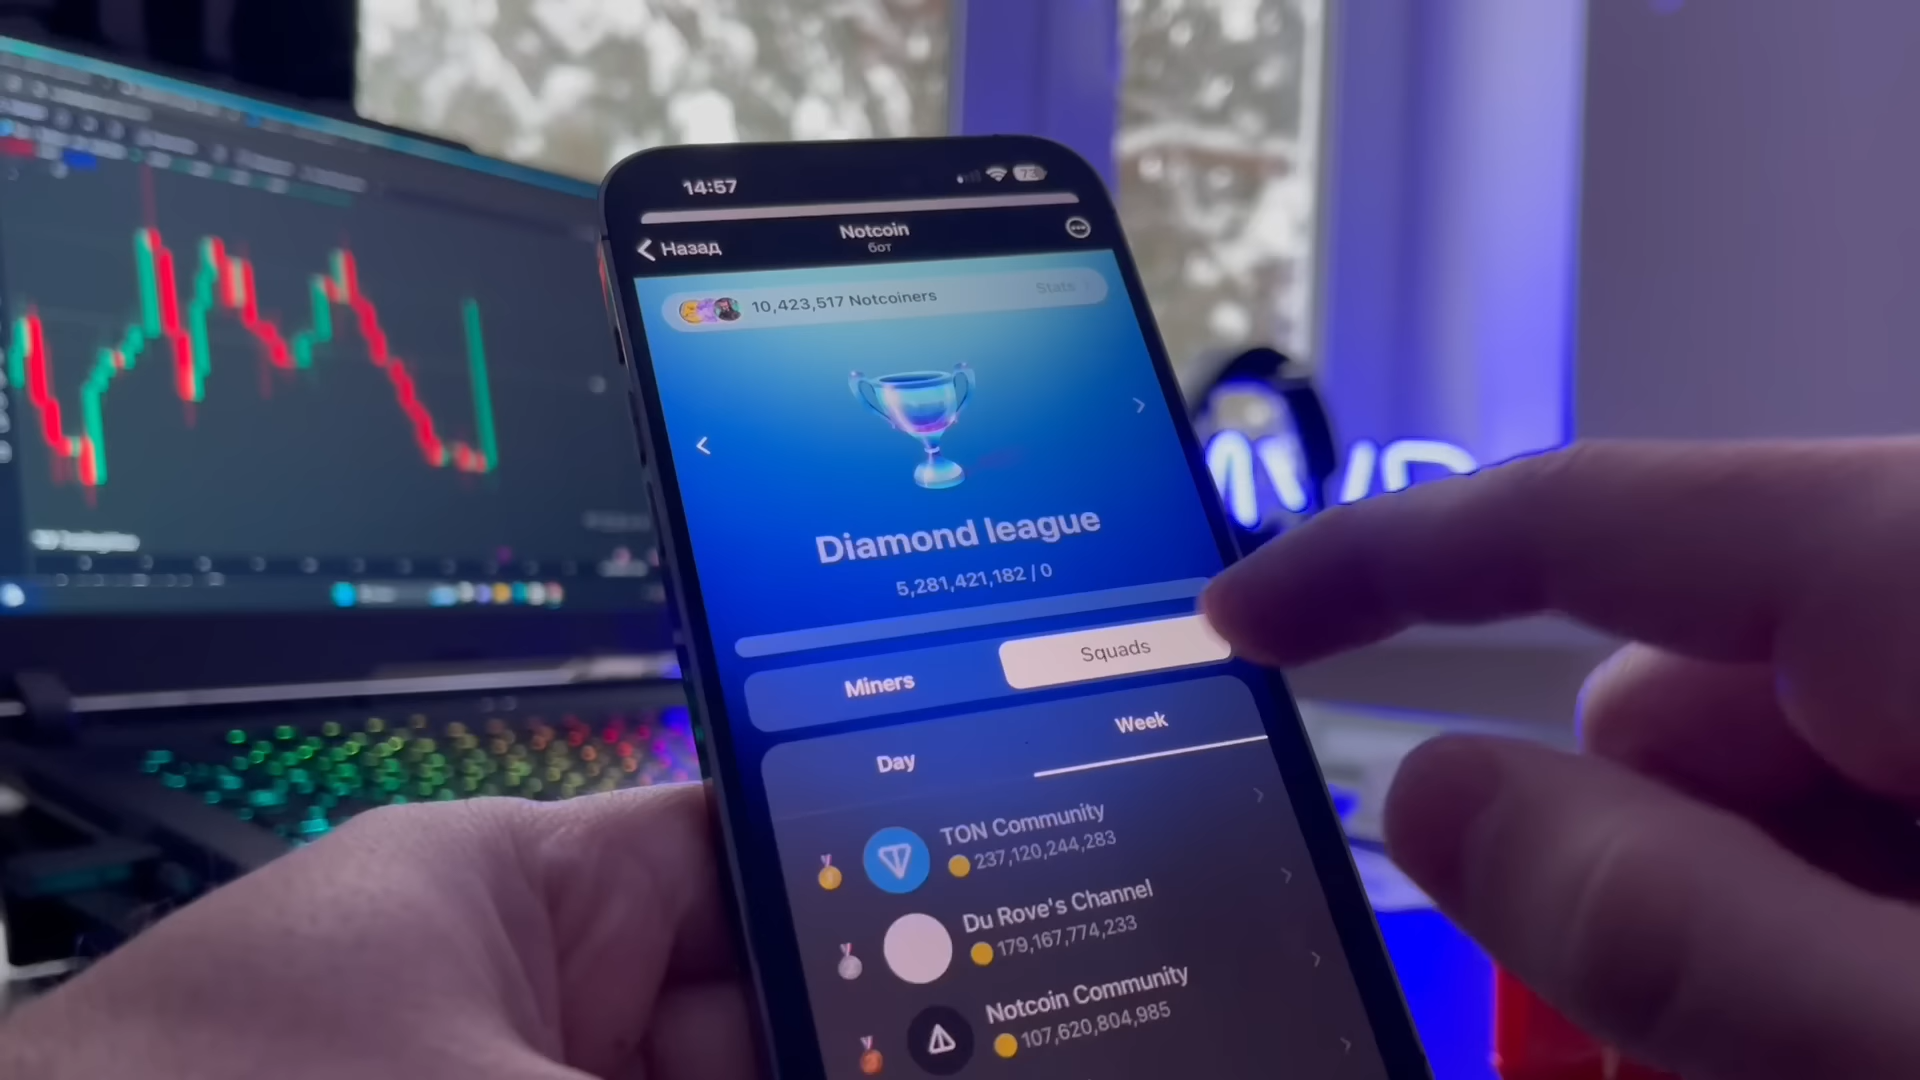 14:57
73
Назад
Notcoin
бот
10,423,517 Notcoiners
Stats
Diamond league
5,281,421,182 / 0
Miners
Squads
Day
Week
TON Community
237,120,244,283
Du Rove's Channel
179,167,774,233
Notcoin Community
107,620,804,985